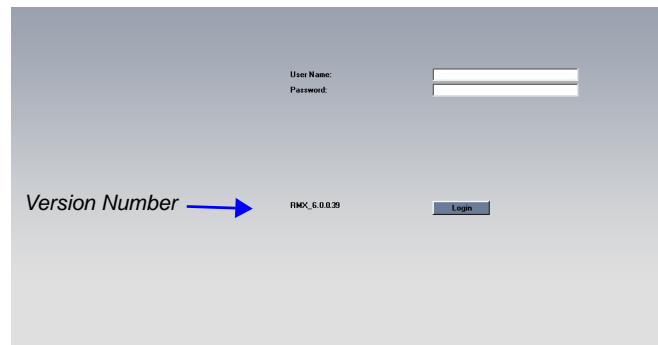 User Name:
Password:
Version Number
RMX_6.0.0.39
Login